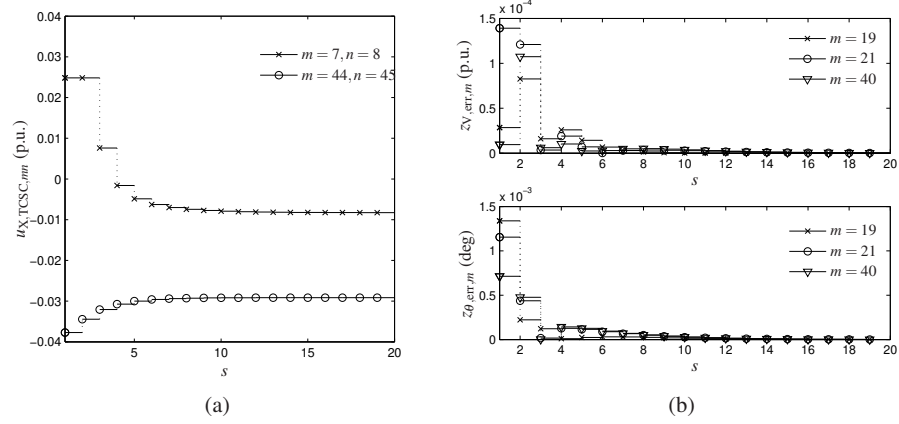 0.04
0.03
0.02
0.01
0
−0.01
−0.02
−0.03
−0.04
u_X,TCSC,mn (p.u.)
m = 7, n = 8
m = 44, n = 45
5
10
15
20
s
(a)
x 10^−4
1.5
1
0.5
0
z_V,err,m (p.u.)
m = 19
m = 21
m = 40
2
4
6
8
10
12
14
16
18
20
s
x 10^−3
1.5
1
0.5
0
z_θ,err,m (deg)
m = 19
m = 21
m = 40
2
4
6
8
10
12
14
16
18
20
s
(b)